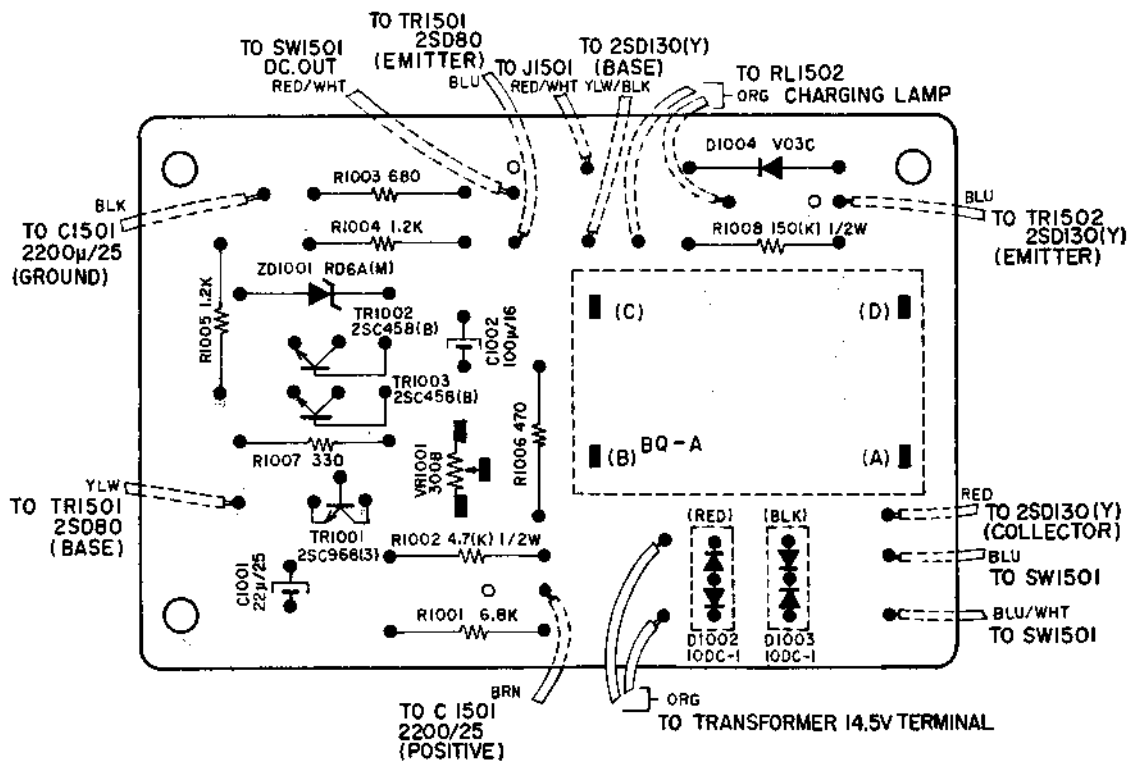 TO SW1501
DC.OUT
RED/WHT
TO TR1501
2SD80
(EMITTER)
BLU
TO J1501
RED/WHT
TO 2SD130(Y)
(BASE)
YLW/BLK
TO RL1502
ORG CHARGING LAMP
D1004 V03C
R1003 680
BLK
TO C1501
2200µ/25
(GROUND)
R1004 1.2K
R1008 150(K) 1/2W
BLU
TO TR1502
2SD130(Y)
(EMITTER)
ZD1001 RD6A(M)
R1005 1.2K
TR1002
2SC458(B)
C1002
100µ/16
(C)
(D)
TR1003
2SC458(B)
R1006 470
VR1001
300B
R1007 330
(B) BQ-A
(A)
YLW
TO TR1501
2SD80
(BASE)
TR1001
2SC968(3)
R1002 4.7(K) 1/2W
(RED)
(BLK)
RED
TO 2SD130(Y)
(COLLECTOR)
BLU
TO SW1501
C1001
22µ/25
R1001 6.8K
D1002
10DC-1
D1003
10DC-1
BLU/WHT
TO SW1501
BRN
TO C 1501
2200/25
(POSITIVE)
ORG
TO TRANSFORMER 14.5V TERMINAL